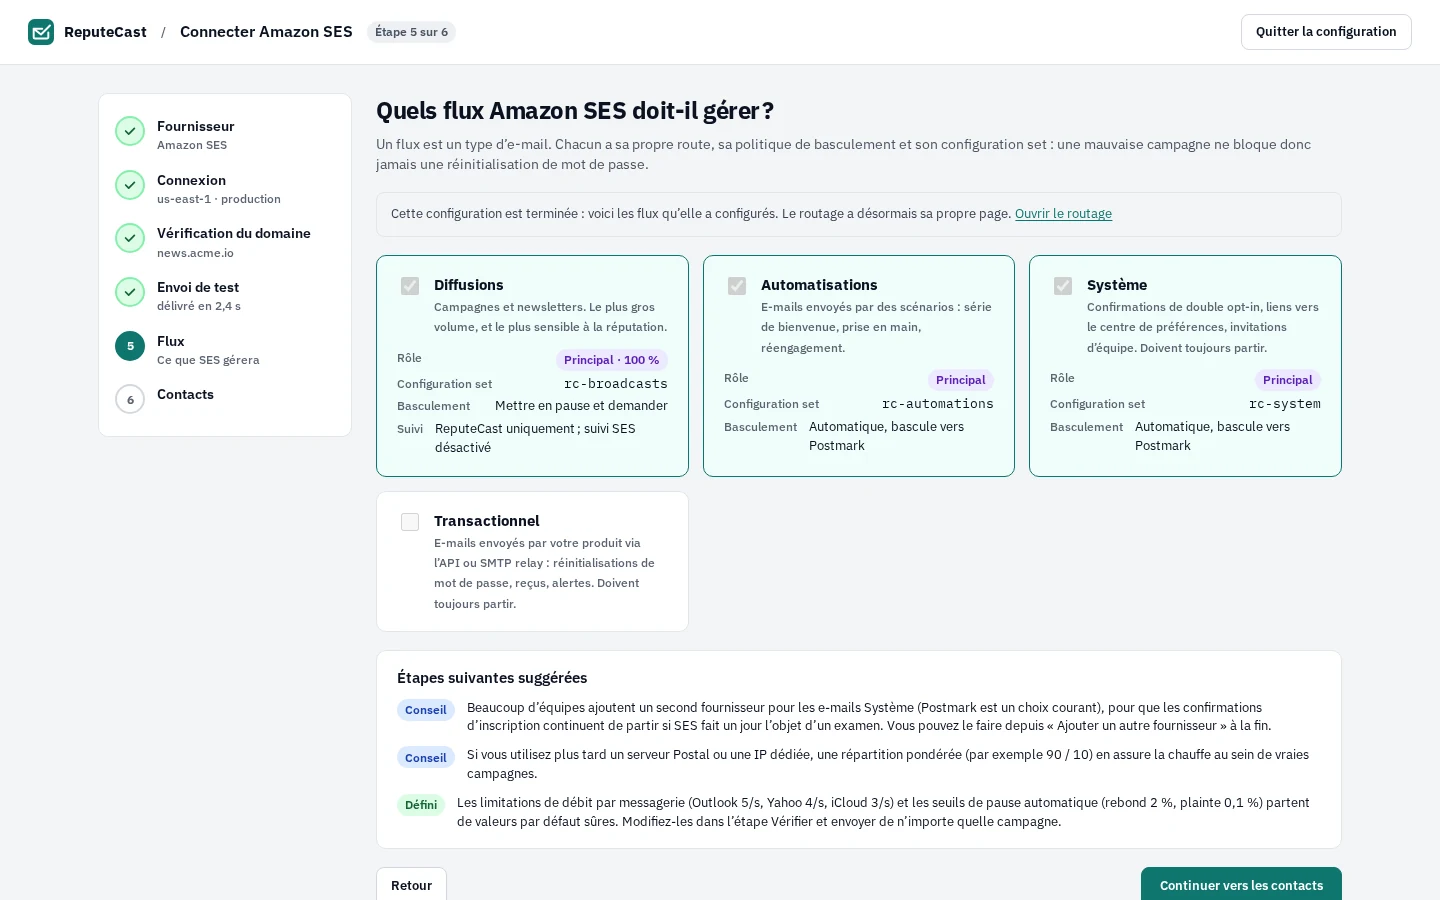 ReputeCast / Connecter Amazon SES Étape 5 sur 6
Quitter la configuration
Fournisseur
Amazon SES
Connexion
us-east-1 · production
Vérification du domaine
news.acme.io
Envoi de test
délivré en 2,4 s
5 Flux
Ce que SES gérera
6 Contacts
Quels flux Amazon SES doit-il gérer ?
Un flux est un type d’e-mail. Chacun a sa propre route, sa politique de basculement et son configuration set : une mauvaise campagne ne bloque donc
jamais une réinitialisation de mot de passe.
Cette configuration est terminée : voici les flux qu’elle a configurés. Le routage a désormais sa propre page. Ouvrir le routage
Diffusions
Campagnes et newsletters. Le plus gros
volume, et le plus sensible à la réputation.
Rôle Principal · 100 %
Configuration set rc-broadcasts
Basculement Mettre en pause et demander
Suivi ReputeCast uniquement ; suivi SES
désactivé
Automatisations
E-mails envoyés par des scénarios : série
de bienvenue, prise en main,
réengagement.
Rôle Principal
Configuration set rc-automations
Basculement Automatique, bascule vers
Postmark
Système
Confirmations de double opt-in, liens vers
le centre de préférences, invitations
d’équipe. Doivent toujours partir.
Rôle Principal
Configuration set rc-system
Basculement Automatique, bascule vers
Postmark
Transactionnel
E-mails envoyés par votre produit via
l’API ou SMTP relay : réinitialisations de
mot de passe, reçus, alertes. Doivent
toujours partir.
Étapes suivantes suggérées
Conseil Beaucoup d’équipes ajoutent un second fournisseur pour les e-mails Système (Postmark est un choix courant), pour que les confirmations
d’inscription continuent de partir si SES fait un jour l’objet d’un examen. Vous pouvez le faire depuis « Ajouter un autre fournisseur » à la fin.
Conseil Si vous utilisez plus tard un serveur Postal ou une IP dédiée, une répartition pondérée (par exemple 90 / 10) en assure la chauffe au sein de vraies
campagnes.
Défini Les limitations de débit par messagerie (Outlook 5/s, Yahoo 4/s, iCloud 3/s) et les seuils de pause automatique (rebond 2 %, plainte 0,1 %) partent
de valeurs par défaut sûres. Modifiez-les dans l’étape Vérifier et envoyer de n’importe quelle campagne.
Retour
Continuer vers les contacts